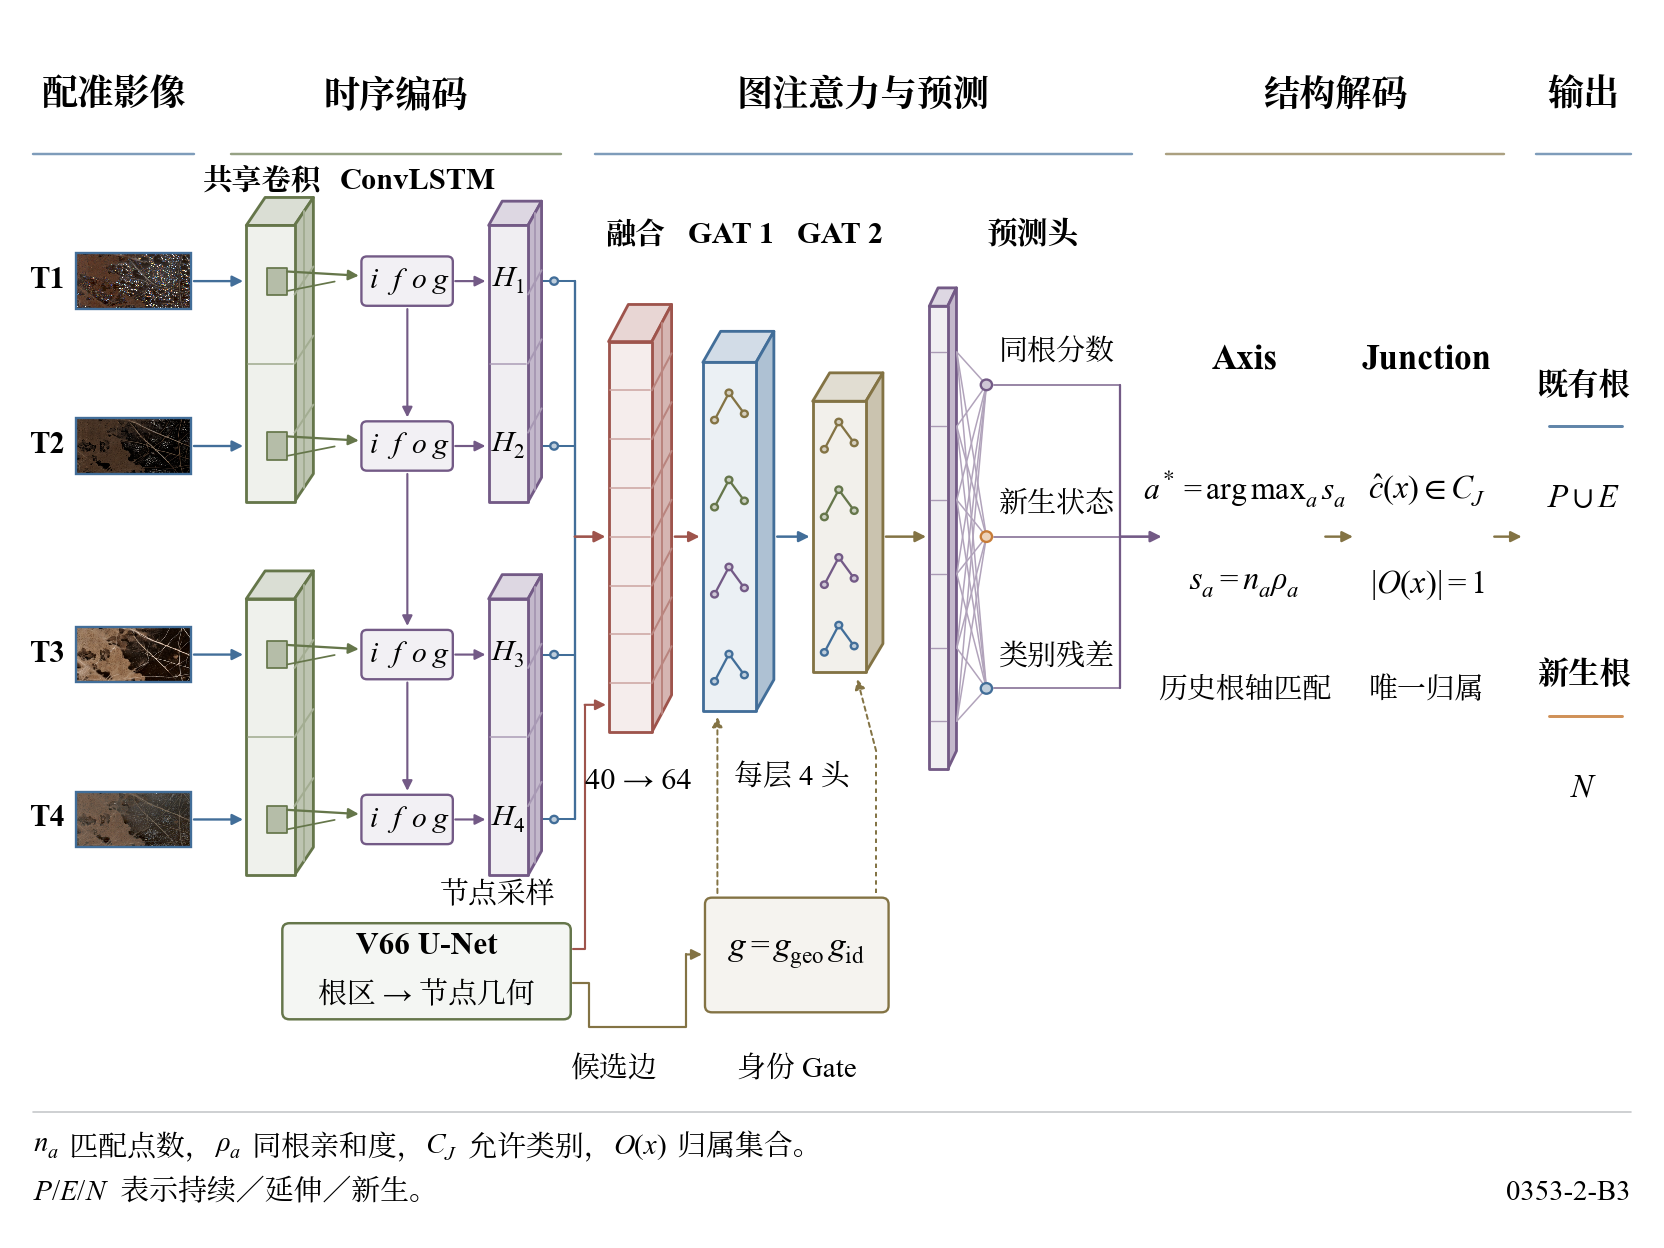 配准影像
时序编码
图注意力与预测
结构解码
输出
共享卷积
ConvLSTM
融合
GAT 1
GAT 2
预测头
T1
i f o g
H1
T2
i f o g
H2
T3
i f o g
H3
T4
i f o g
H4
同根分数
新生状态
类别残差
Axis
a* = arg maxₐ sₐ
sₐ = nₐρₐ
历史根轴匹配
Junction
ĉ(x) ∈ C_J
|O(x)| = 1
唯一归属
既有根
P ∪ E
新生根
N
40 → 64
每层 4 头
节点采样
V66 U-Net
根区 → 节点几何
g = g_geo g_id
候选边
身份 Gate
nₐ 匹配点数，ρₐ 同根亲和度，C_J 允许类别，O(x) 归属集合。
P/E/N 表示持续／延伸／新生。
0353-2-B3